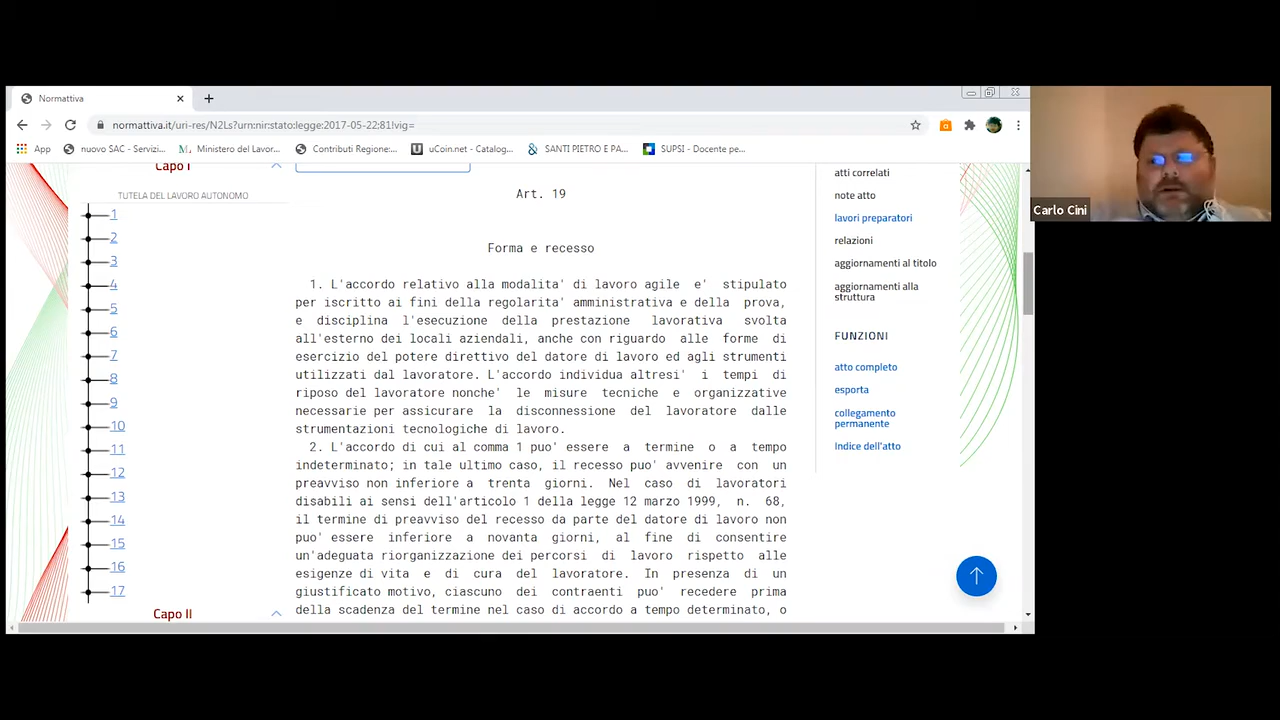 Normattiva
normattiva.it/uri-res/N2Ls?urn:nir:stato:legge:2017-05-22;81!vig=
App
nuovo SAC - Servizi...
Ministero del Lavor...
Contributi Regione:...
uCoin.net - Catalog...
SANTI PIETRO E PA...
SUPSI - Docente pe...
Capo I
TUTELA DEL LAVORO AUTONOMO
1
2
3
4
5
6
7
8
9
10
11
12
13
14
15
16
17
Capo II
Art. 19
Forma e recesso
1. L'accordo relativo alla modalita' di lavoro agile e' stipulato
per iscritto ai fini della regolarita' amministrativa e della prova,
e disciplina l'esecuzione della prestazione lavorativa svolta
all'esterno dei locali aziendali, anche con riguardo alle forme di
esercizio del potere direttivo del datore di lavoro ed agli strumenti
utilizzati dal lavoratore. L'accordo individua altresi' i tempi di
riposo del lavoratore nonche' le misure tecniche e organizzative
necessarie per assicurare la disconnessione del lavoratore dalle
strumentazioni tecnologiche di lavoro.
2. L'accordo di cui al comma 1 puo' essere a termine o a tempo
indeterminato; in tale ultimo caso, il recesso puo' avvenire con un
preavviso non inferiore a trenta giorni. Nel caso di lavoratori
disabili ai sensi dell'articolo 1 della legge 12 marzo 1999, n. 68,
il termine di preavviso del recesso da parte del datore di lavoro non
puo' essere inferiore a novanta giorni, al fine di consentire
un'adeguata riorganizzazione dei percorsi di lavoro rispetto alle
esigenze di vita e di cura del lavoratore. In presenza di un
giustificato motivo, ciascuno dei contraenti puo' recedere prima
della scadenza del termine nel caso di accordo a tempo determinato, o
atti correlati
note atto
lavori preparatori
relazioni
aggiornamenti al titolo
aggiornamenti alla
struttura
FUNZIONI
atto completo
esporta
collegamento
permanente
Indice dell'atto
Carlo Cini